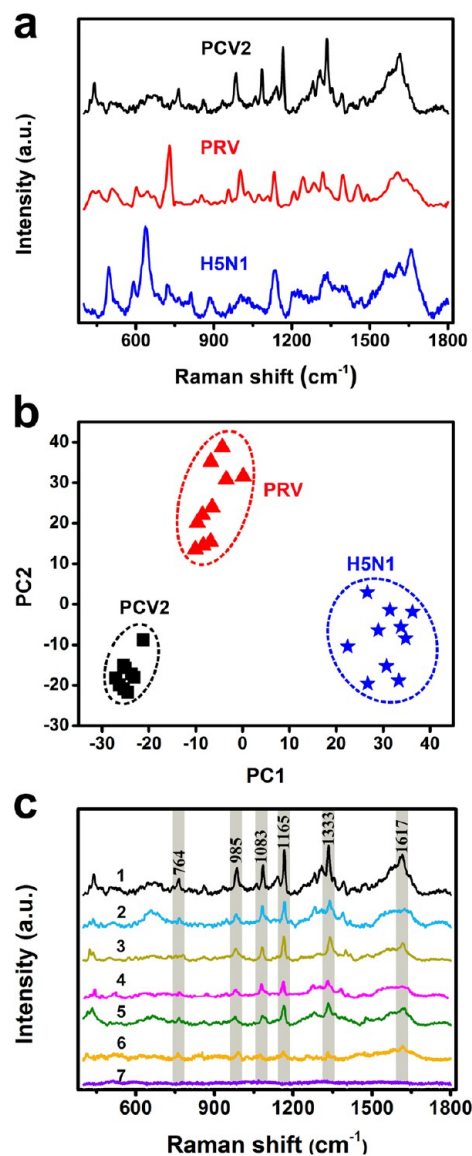 a
PCV2
PRV
H5N1
Intensity (a.u.)
600 900 1200 1500 1800
Raman shift (cm⁻¹)
b
40
30
20
10
0
-10
-20
-30
PC2
PRV
H5N1
PCV2
-30 -20 -10 0 10 20 30 40
PC1
c
764
985
1083
1165
1333
1617
1
2
3
4
5
6
7
Intensity (a.u.)
600 900 1200 1500 1800
Raman shift (cm⁻¹)